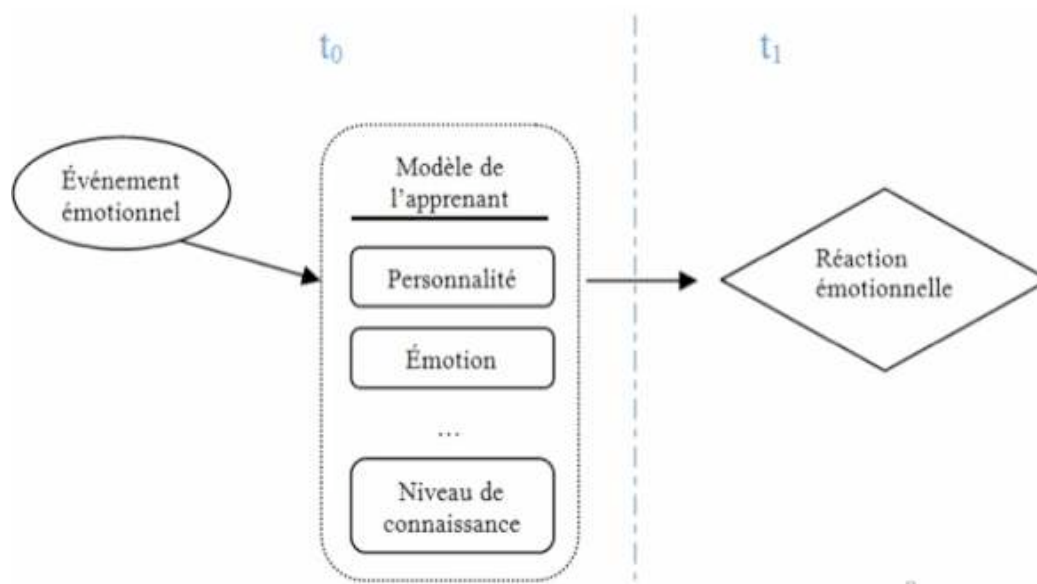 t₀
t₁
Événement
émotionnel
Modèle de
l'apprenant
Personnalité
Émotion
...
Niveau de
connaissance
Réaction
émotionnelle